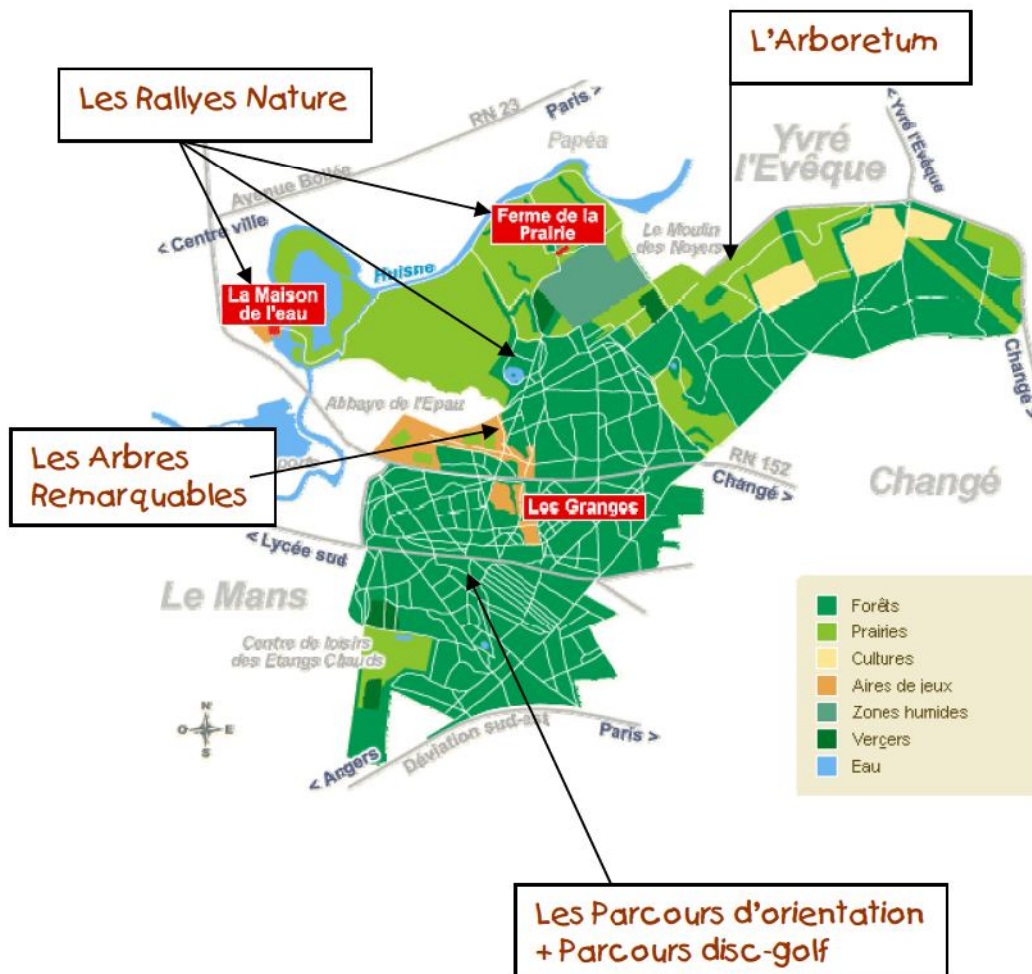 L'Arboretum
Les Rallyes Nature
RN 23
Paris >
Papéa
Yvré
l'Evêque
< Yvré l'Evêque
Avenue Bollée
< Centre ville
Ferme de la
Prairie
Le Moulin
des Noyers
Huisne
La Maison
de l'eau
Changé >
Abbaye de l'Epau
Les Arbres
Remarquables
RN 152
Changé >
Changé
Les Granges
< Lycée sud
Le Mans
Centre de loisirs
des Etangs Chauds
Forêts
Prairies
Cultures
Aires de jeux
Zones humides
Vergers
Eau
N
O E
S
Déviation sud-est
Paris >
< Angers
Les Parcours d'orientation
+ Parcours disc-golf